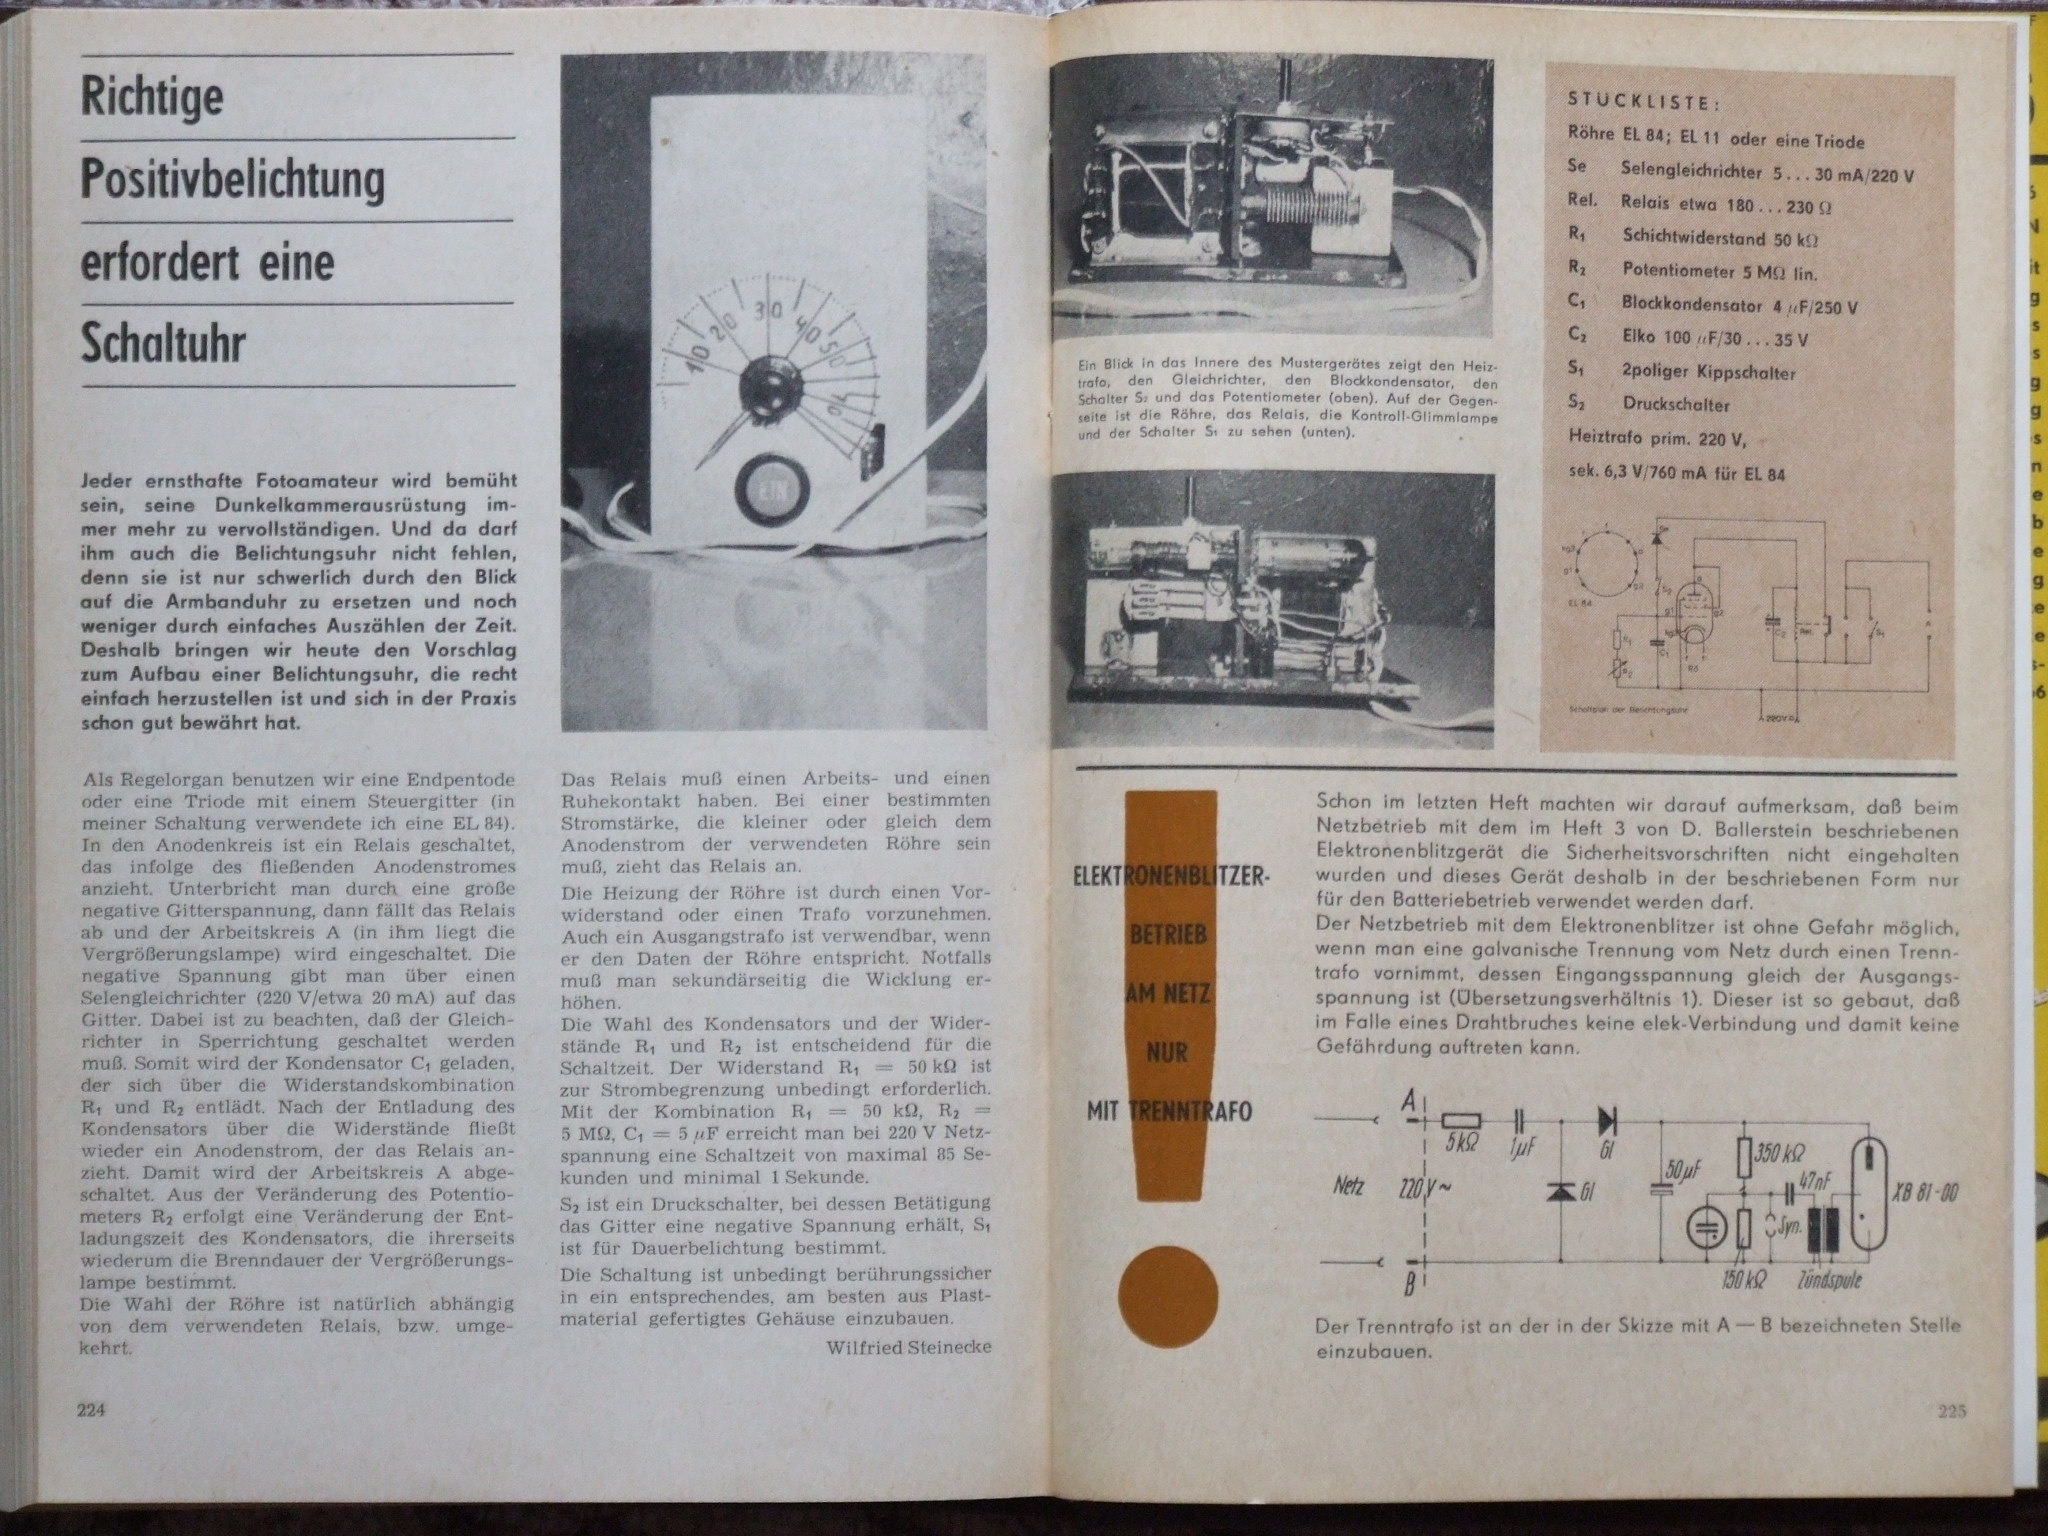 Richtige
Positivbelichtung
erfordert eine
Schaltuhr
Jeder ernsthafte Fotoamateur wird bemüht
sein, seine Dunkelkammerausrüstung im-
mer mehr zu vervollständigen. Und da darf
ihm auch die Belichtungsuhr nicht fehlen,
denn sie ist nur schwerlich durch den Blick
auf die Armbanduhr zu ersetzen und noch
weniger durch einfaches Auszählen der Zeit.
Deshalb bringen wir heute den Vorschlag
zum Aufbau einer Belichtungsuhr, die recht
einfach herzustellen ist und sich in der Praxis
schon gut bewährt hat.
Als Regelorgan benutzen wir eine Endpentode
oder eine Triode mit einem Steuergitter (in
meiner Schaltung verwendete ich eine EL 84).
In den Anodenkreis ist ein Relais geschaltet,
das infolge des fließenden Anodenstromes
anzieht. Unterbricht man durch eine große
negative Gitterspannung, dann fällt das Relais
ab und der Arbeitskreis A (in ihm liegt die
Vergrößerungslampe) wird eingeschaltet. Die
negative Spannung gibt man über einen
Selengleichrichter (220 V/etwa 20 mA) auf das
Gitter. Dabei ist zu beachten, daß der Gleich-
richter in Sperrichtung geschaltet werden
muß. Somit wird der Kondensator C₁ geladen,
der sich über die Widerstandskombination
R₁ und R₂ entlädt. Nach der Entladung des
Kondensators über die Widerstände fließt
wieder ein Anodenstrom, der das Relais an-
zieht. Damit wird der Arbeitskreis A abge-
schaltet. Aus der Veränderung des Potentio-
meters R₂ erfolgt eine Veränderung der Ent-
ladungszeit des Kondensators, die ihrerseits
wiederum die Brenndauer der Vergrößerungs-
lampe bestimmt.
Die Wahl der Röhre ist natürlich abhängig
von dem verwendeten Relais, bzw. umge-
kehrt.
224
10 20 30 40 50 70
EIN
Das Relais muß einen Arbeits- und einen
Ruhekontakt haben. Bei einer bestimmten
Stromstärke, die kleiner oder gleich dem
Anodenstrom der verwendeten Röhre sein
muß, zieht das Relais an.
Die Heizung der Röhre ist durch einen Vor-
widerstand oder einen Trafo vorzunehmen.
Auch ein Ausgangstrafo ist verwendbar, wenn
er den Daten der Röhre entspricht. Notfalls
muß man sekundärseitig die Wicklung er-
höhen.
Die Wahl des Kondensators und der Wider-
stände R₁ und R₂ ist entscheidend für die
Schaltzeit. Der Widerstand R₁ = 50 kΩ ist
zur Strombegrenzung unbedingt erforderlich.
Mit der Kombination R₁ = 50 kΩ, R₂ =
5 MΩ, C₁ = 5 µF erreicht man bei 220 V Netz-
spannung eine Schaltzeit von maximal 85 Se-
kunden und minimal 1 Sekunde.
S₂ ist ein Druckschalter, bei dessen Betätigung
das Gitter eine negative Spannung erhält, S₁
ist für Dauerbelichtung bestimmt.
Die Schaltung ist unbedingt berührungssicher
in ein entsprechendes, am besten aus Plast-
material gefertigtes Gehäuse einzubauen.
Wilfried Steinecke
Ein Blick in das Innere des Mustergerätes zeigt den Heiz-
trafo, den Gleichrichter, den Blockkondensator, den
Schalter S₂ und das Potentiometer (oben). Auf der Gegen-
seite ist die Röhre, das Relais, die Kontroll-Glimmlampe
und der Schalter S₁ zu sehen (unten).
STÜCKLISTE:
Röhre EL 84; EL 11 oder eine Triode
Se Selengleichrichter 5...30 mA/220 V
Rel. Relais etwa 180...230 Ω
R₁ Schichtwiderstand 50 kΩ
R₂ Potentiometer 5 MΩ lin.
C₁ Blockkondensator 4 µF/250 V
C₂ Elko 100 µF/30...35 V
S₁ 2poliger Kippschalter
S₂ Druckschalter
Heiztrafo prim. 220 V,
sek. 6,3 V/760 mA für EL 84
Se
EL 84
S₂
g2
R₁
C₁
R₂
C₂
Rel.
S₁
A
Schaltplan der Belichtungsuhr
220V
ELEKTRONENBLITZER-
BETRIEB
AM NETZ
NUR
MIT TRENNTRAFO
Schon im letzten Heft machten wir darauf aufmerksam, daß beim
Netzbetrieb mit dem im Heft 3 von D. Ballerstein beschriebenen
Elektronenblitzgerät die Sicherheitsvorschriften nicht eingehalten
wurden und dieses Gerät deshalb in der beschriebenen Form nur
für den Batteriebetrieb verwendet werden darf.
Der Netzbetrieb mit dem Elektronenblitzer ist ohne Gefahr möglich,
wenn man eine galvanische Trennung vom Netz durch einen Trenn-
trafo vornimmt, dessen Eingangsspannung gleich der Ausgangs-
spannung ist (Übersetzungsverhältnis 1). Dieser ist so gebaut, daß
im Falle eines Drahtbruches keine elek-Verbindung und damit keine
Gefährdung auftreten kann.
A
5kΩ
1µF
Gl
350 kΩ
Netz
220 V ~
Gl
50µF
47nF
XB 81-00
Syn.
B
150 kΩ
Zündspule
Der Trenntrafo ist an der in der Skizze mit A — B bezeichneten Stelle
einzubauen.
225